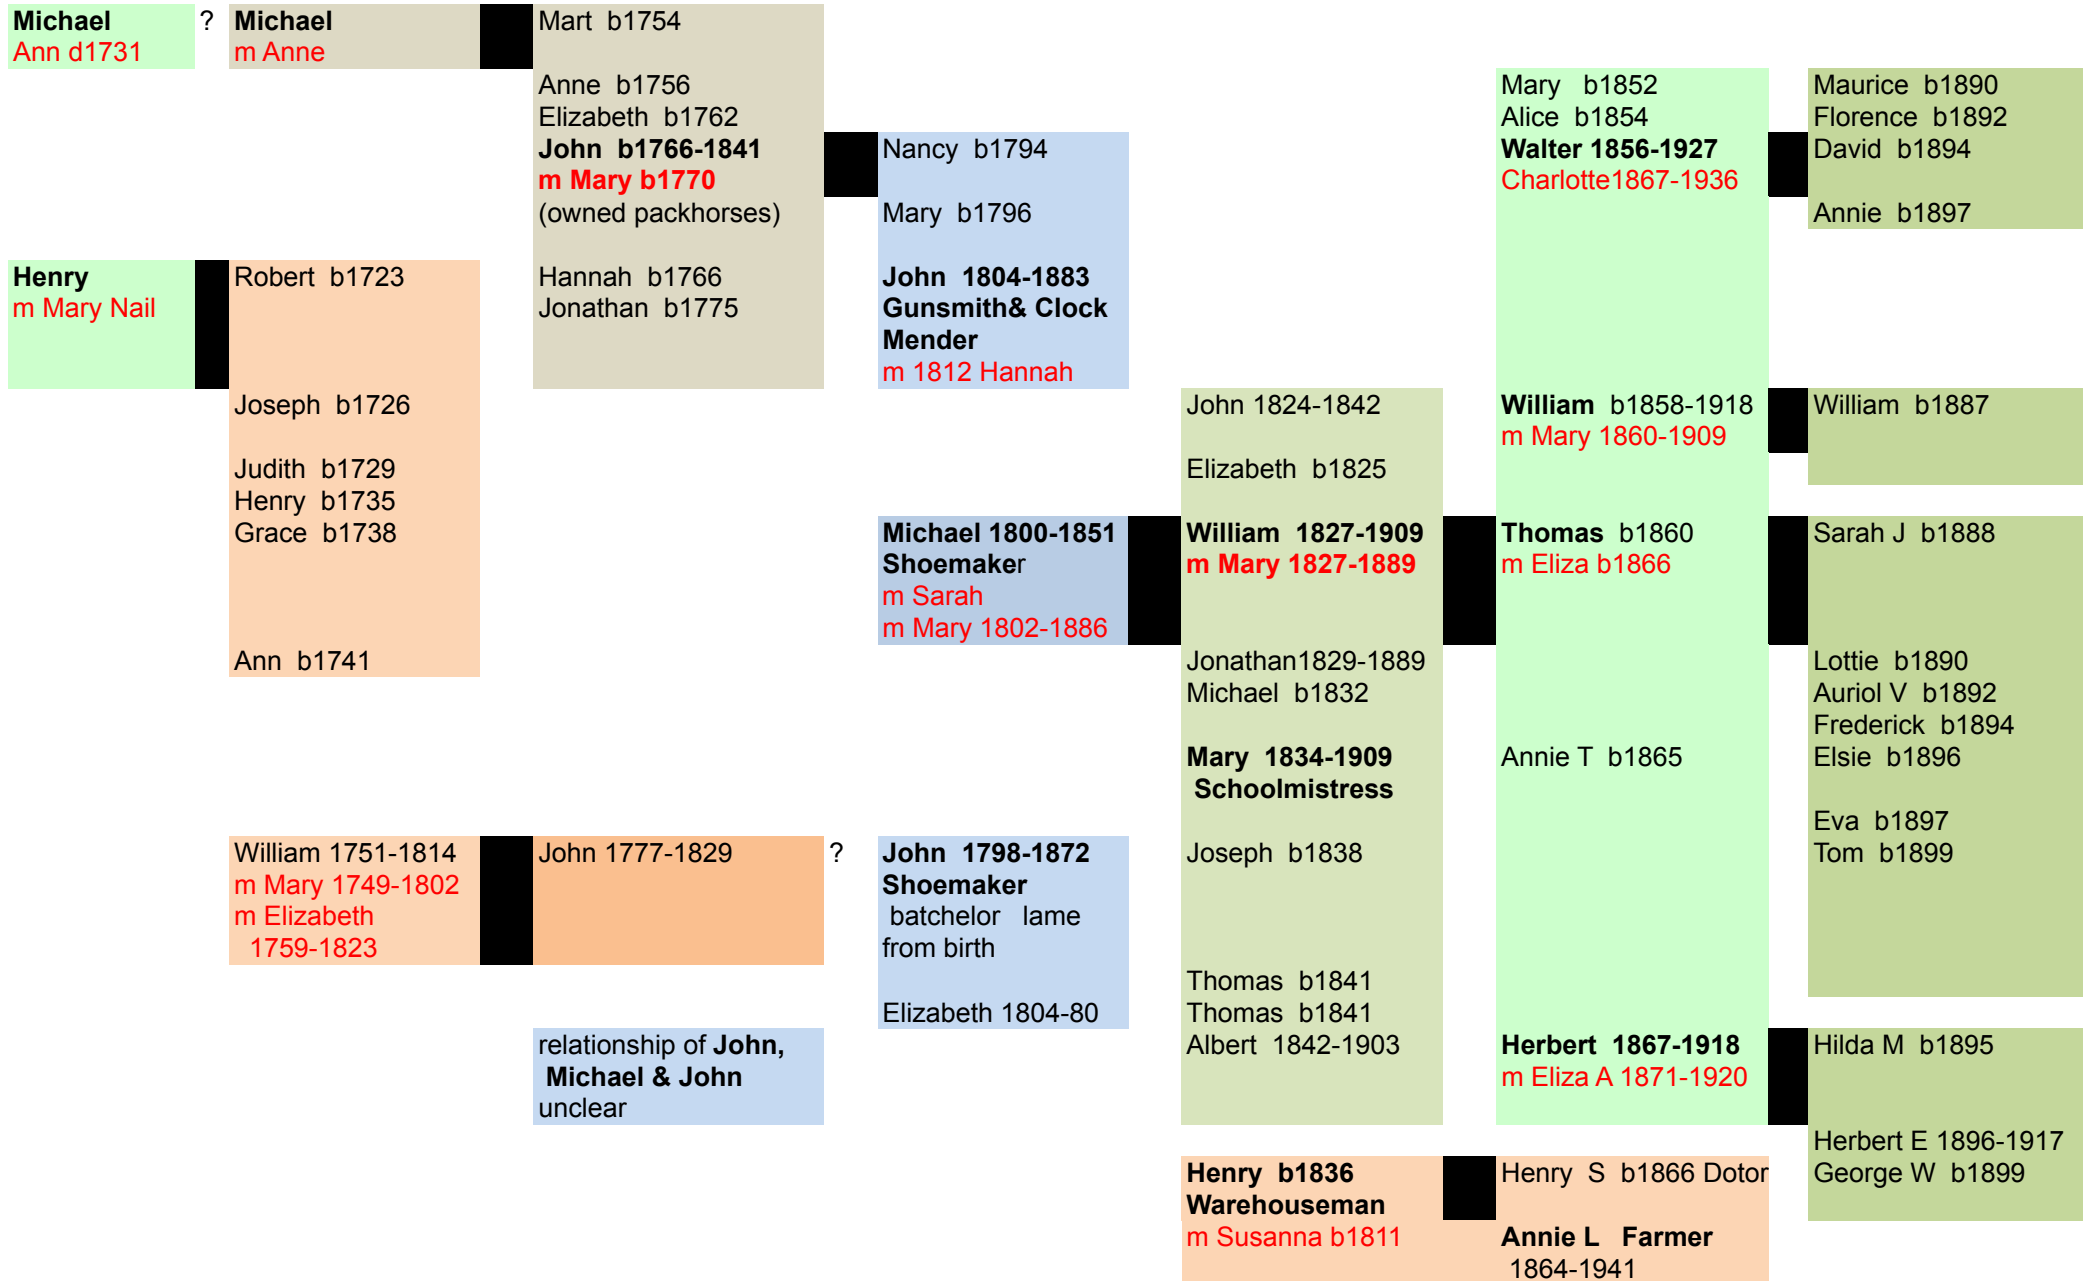 Michael
Ann d1731
?
Michael
m Anne
Mart b1754
Anne b1756
Elizabeth b1762
John b1766-1841
m Mary b1770
(owned packhorses)
Hannah b1766
Jonathan b1775
Henry
m Mary Nail
Robert b1723
Joseph b1726
Judith b1729
Henry b1735
Grace b1738
Ann b1741
William 1751-1814
m Mary 1749-1802
m Elizabeth
1759-1823
John 1777-1829
?
relationship of John,
Michael & John
unclear
Nancy b1794
Mary b1796
John 1804-1883
Gunsmith& Clock
Mender
m 1812 Hannah
Michael 1800-1851
Shoemaker
m Sarah
m Mary 1802-1886
John 1798-1872
Shoemaker
batchelor lame
from birth
Elizabeth 1804-80
John 1824-1842
Elizabeth b1825
William 1827-1909
m Mary 1827-1889
Jonathan1829-1889
Michael b1832
Mary 1834-1909
Schoolmistress
Joseph b1838
Thomas b1841
Thomas b1841
Albert 1842-1903
Henry b1836
Warehouseman
m Susanna b1811
Mary b1852
Alice b1854
Walter 1856-1927
Charlotte1867-1936
William b1858-1918
m Mary 1860-1909
Thomas b1860
m Eliza b1866
Annie T b1865
Herbert 1867-1918
m Eliza A 1871-1920
Henry S b1866 Dotor
Annie L Farmer
1864-1941
Maurice b1890
Florence b1892
David b1894
Annie b1897
William b1887
Sarah J b1888
Lottie b1890
Auriol V b1892
Frederick b1894
Elsie b1896
Eva b1897
Tom b1899
Hilda M b1895
Herbert E 1896-1917
George W b1899